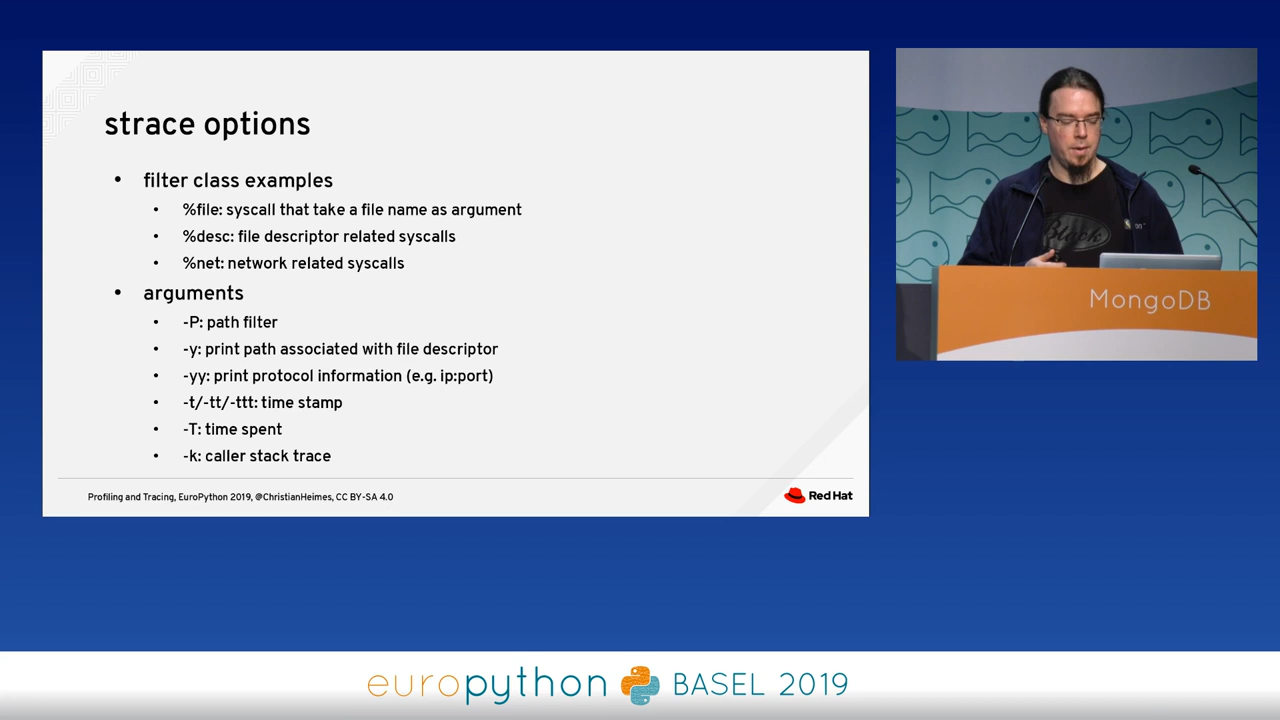 strace options
• filter class examples
• %file: syscall that take a file name as argument
• %desc: file descriptor related syscalls
• %net: network related syscalls
• arguments
• -P: path filter
• -y: print path associated with file descriptor
• -yy: print protocol information (e.g. ip:port)
• -t/-tt/-ttt: time stamp
• -T: time spent
• -k: caller stack trace
Profiling and Tracing, EuroPython 2019, @ChristianHeimes, CC BY-SA 4.0
Red Hat
Black
MongoDB
europython BASEL 2019